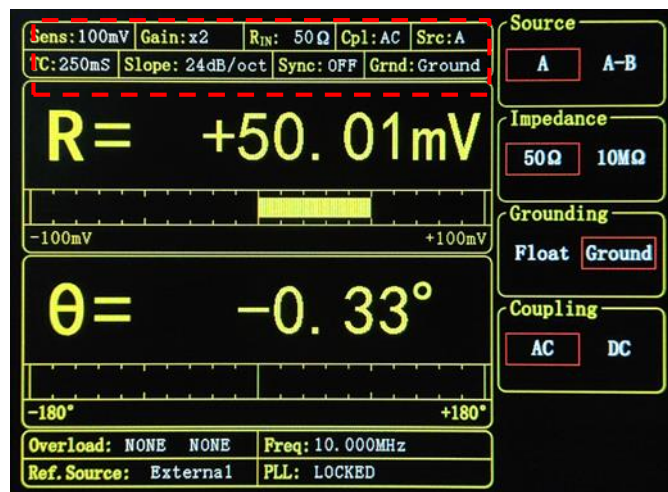 Sens:100mV Gain:x2 RIN: 50Ω Cpl:AC Src:A
TC:250mS Slope: 24dB/oct Sync:OFF Grnd:Ground
R= +50.01mV
-100mV +100mV
θ= -0.33°
-180° +180°
Overload: NONE NONE Freq:10.000MHz
Ref.Source: External PLL: LOCKED
Source
A A-B
Impedance
50Ω 10MΩ
Grounding
Float Ground
Coupling
AC DC